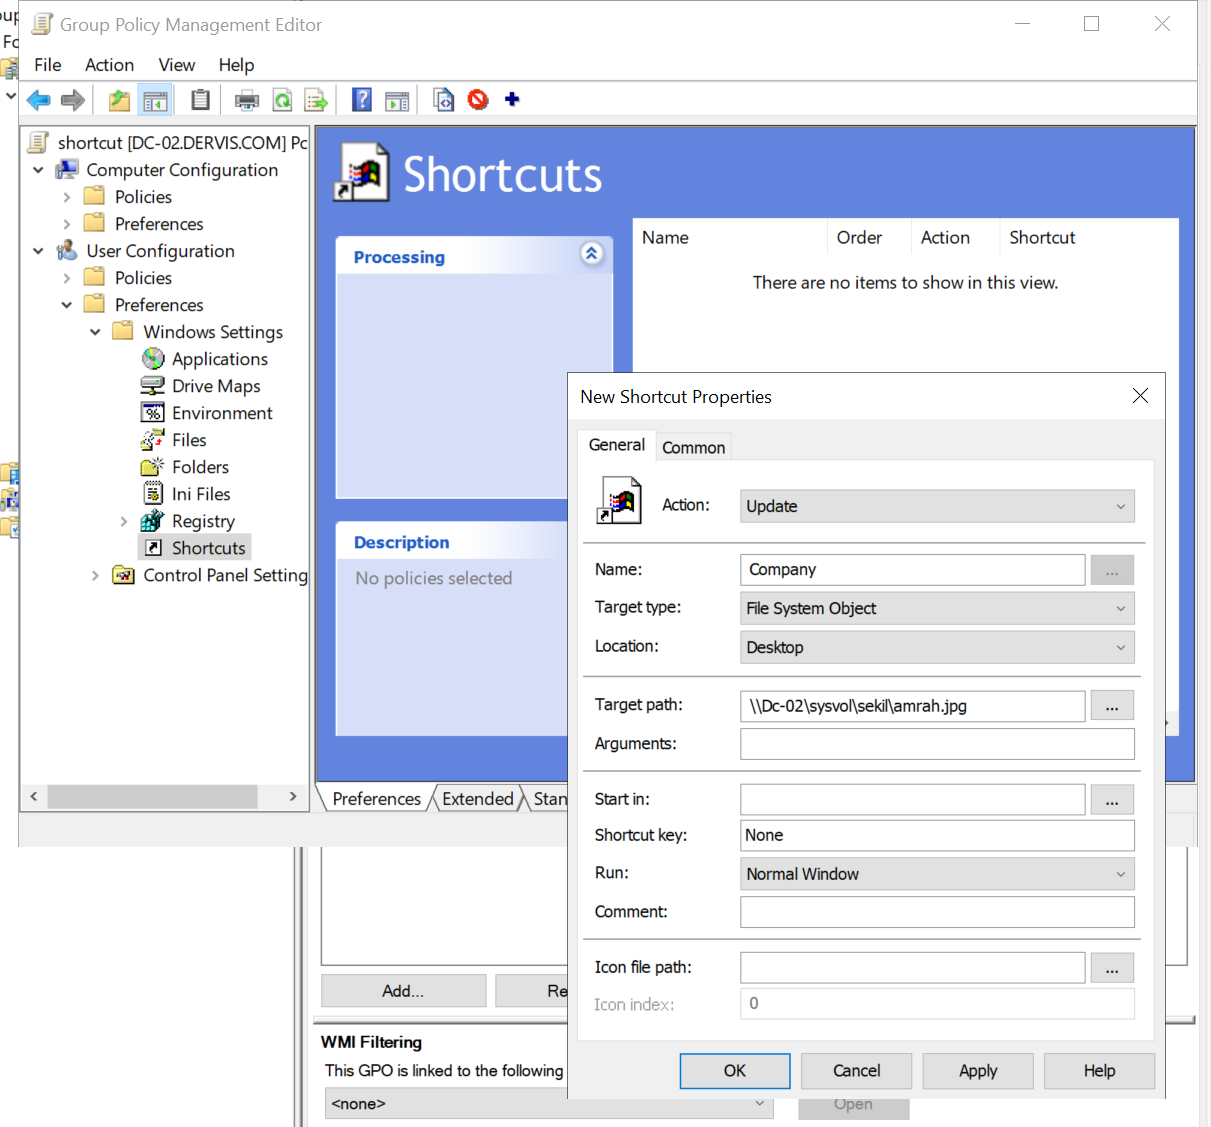 Group Policy Management Editor
File Action View Help
shortcut [DC-02.DERVIS.COM] Pc
Computer Configuration
Policies
Preferences
User Configuration
Policies
Preferences
Windows Settings
Applications
Drive Maps
Environment
Files
Folders
Ini Files
Registry
Shortcuts
Control Panel Setting
Shortcuts
Processing
Name Order Action Shortcut
There are no items to show in this view.
Description
No policies selected
Preferences Extended Stan
New Shortcut Properties
General Common
Action: Update
Name: Company ...
Target type: File System Object
Location: Desktop
Target path: \\Dc-02\sysvol\sekil\amrah.jpg ...
Arguments:
Start in: ...
Shortcut key: None
Run: Normal Window
Comment:
Icon file path: ...
Icon index: 0
OK Cancel Apply Help
Add... Re
WMI Filtering
This GPO is linked to the following
<none> Open